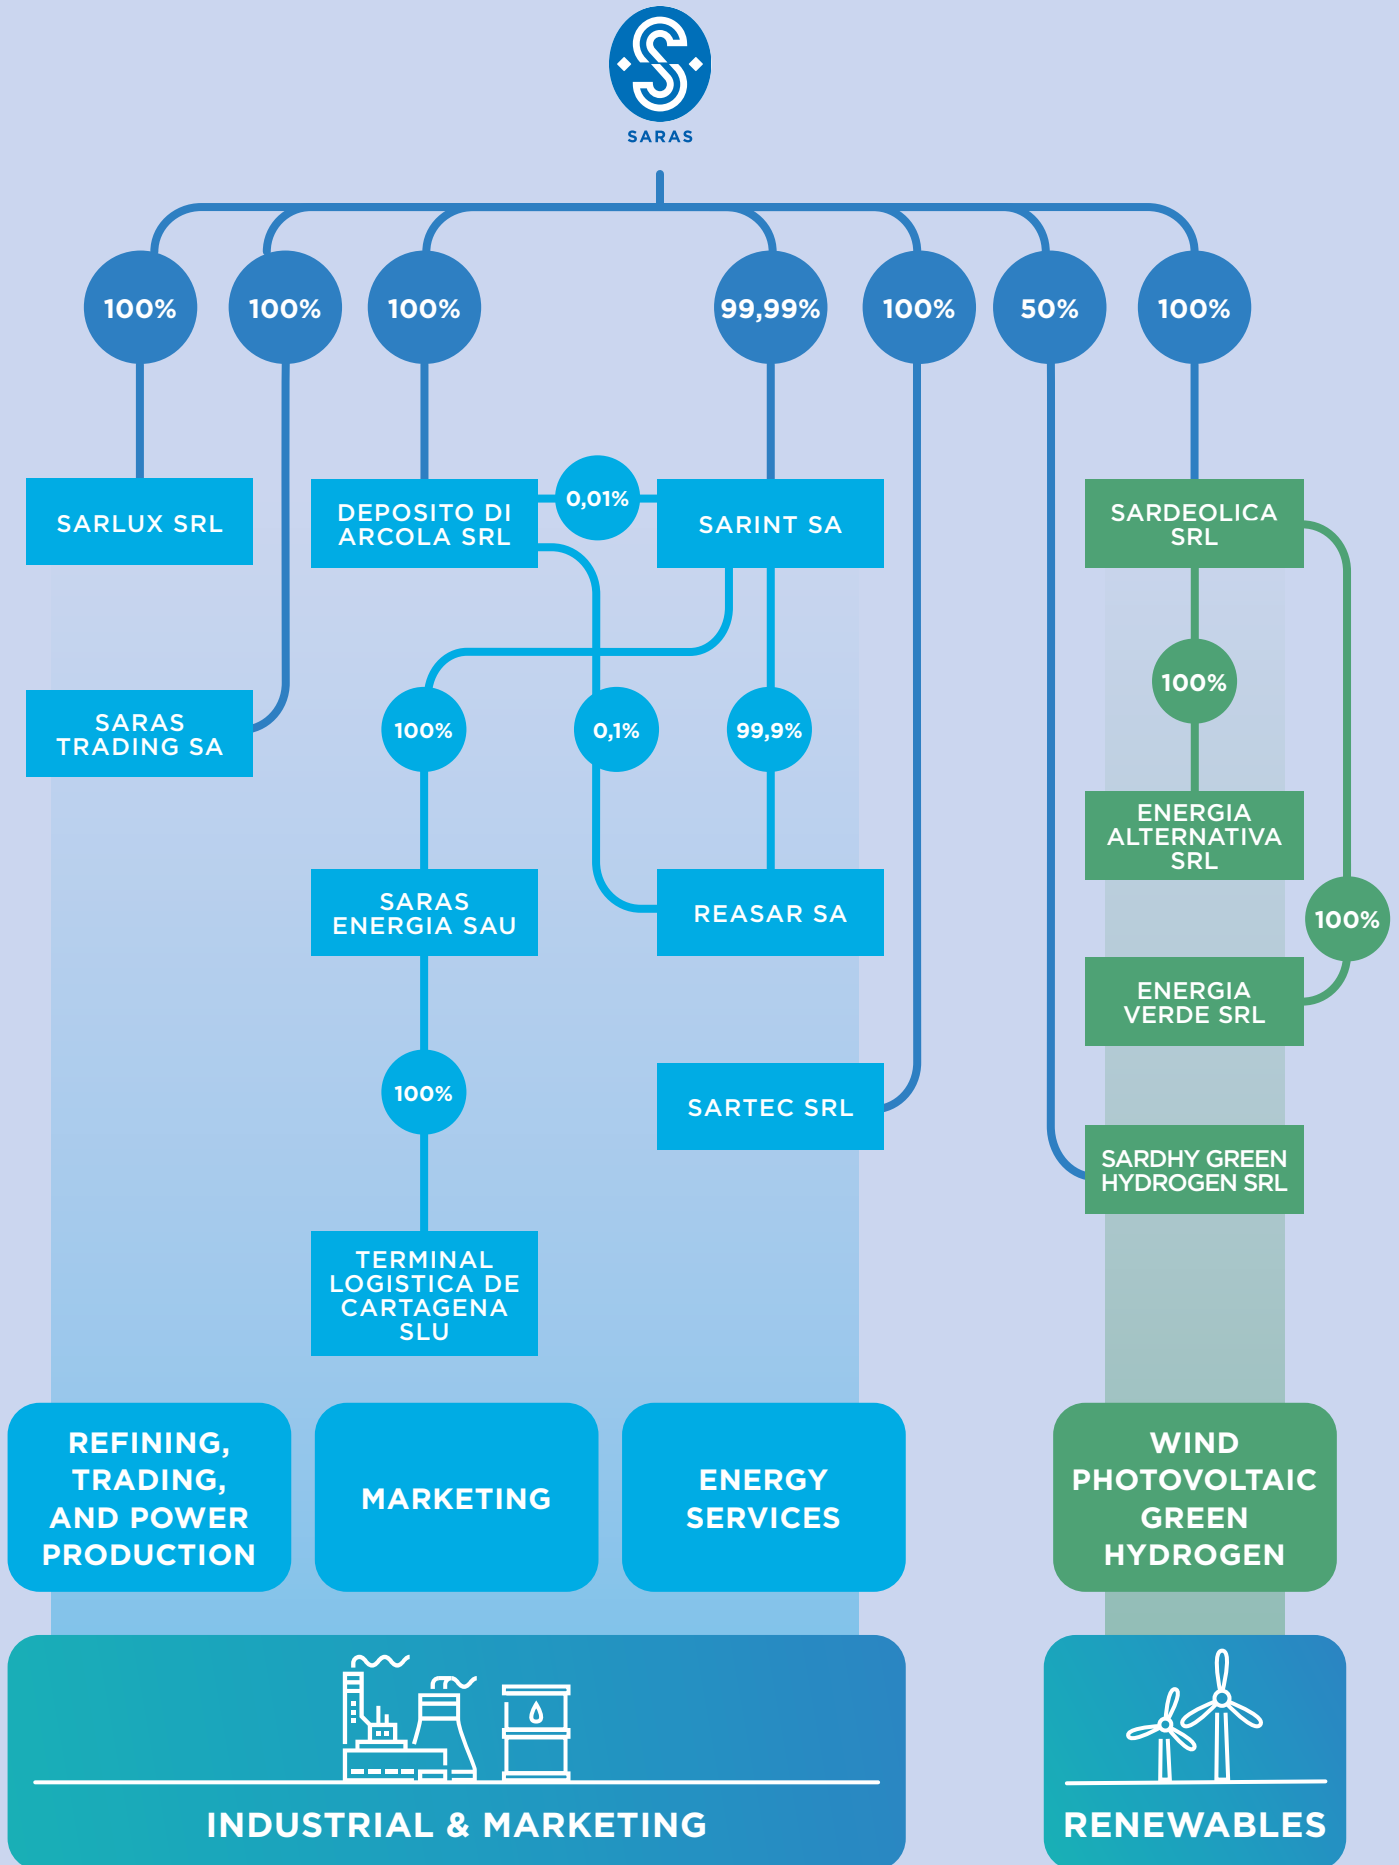 SARAS
100%
100%
100%
99,99%
100%
50%
100%
SARLUX SRL
DEPOSITO DI
ARCOLA SRL
0,01%
SARINT SA
SARDEOLICA
SRL
SARAS
TRADING SA
100%
0,1%
99,9%
100%
ENERGIA
ALTERNATIVA
SRL
SARAS
ENERGIA SAU
REASAR SA
100%
ENERGIA
VERDE SRL
100%
SARTEC SRL
SARDHY GREEN
HYDROGEN SRL
TERMINAL
LOGISTICA DE
CARTAGENA
SLU
REFINING,
TRADING,
AND POWER
PRODUCTION
MARKETING
ENERGY
SERVICES
WIND
PHOTOVOLTAIC
GREEN
HYDROGEN
INDUSTRIAL & MARKETING
RENEWABLES